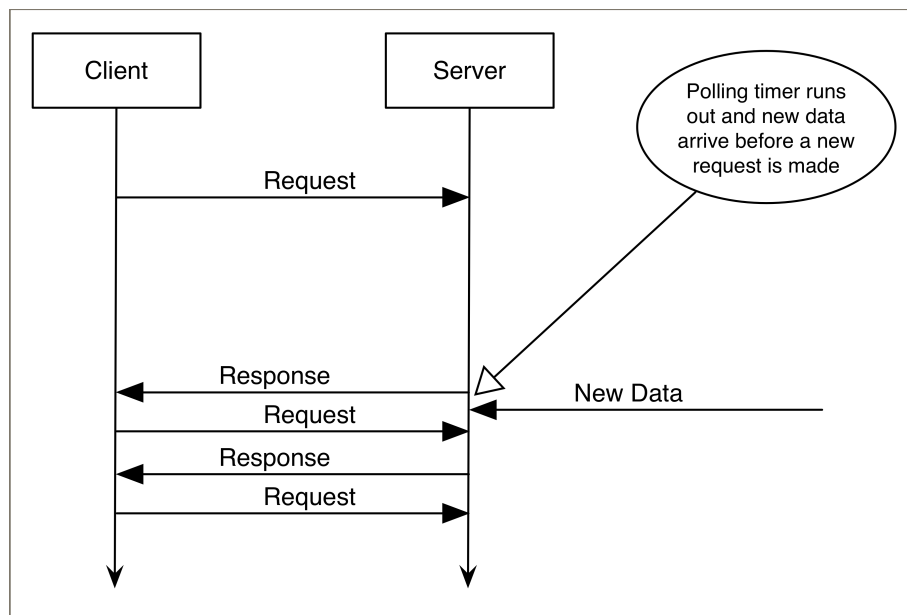 Client
Server
Polling timer runs
out and new data
arrive before a new
request is made
Request
Response
New Data
Request
Response
Request